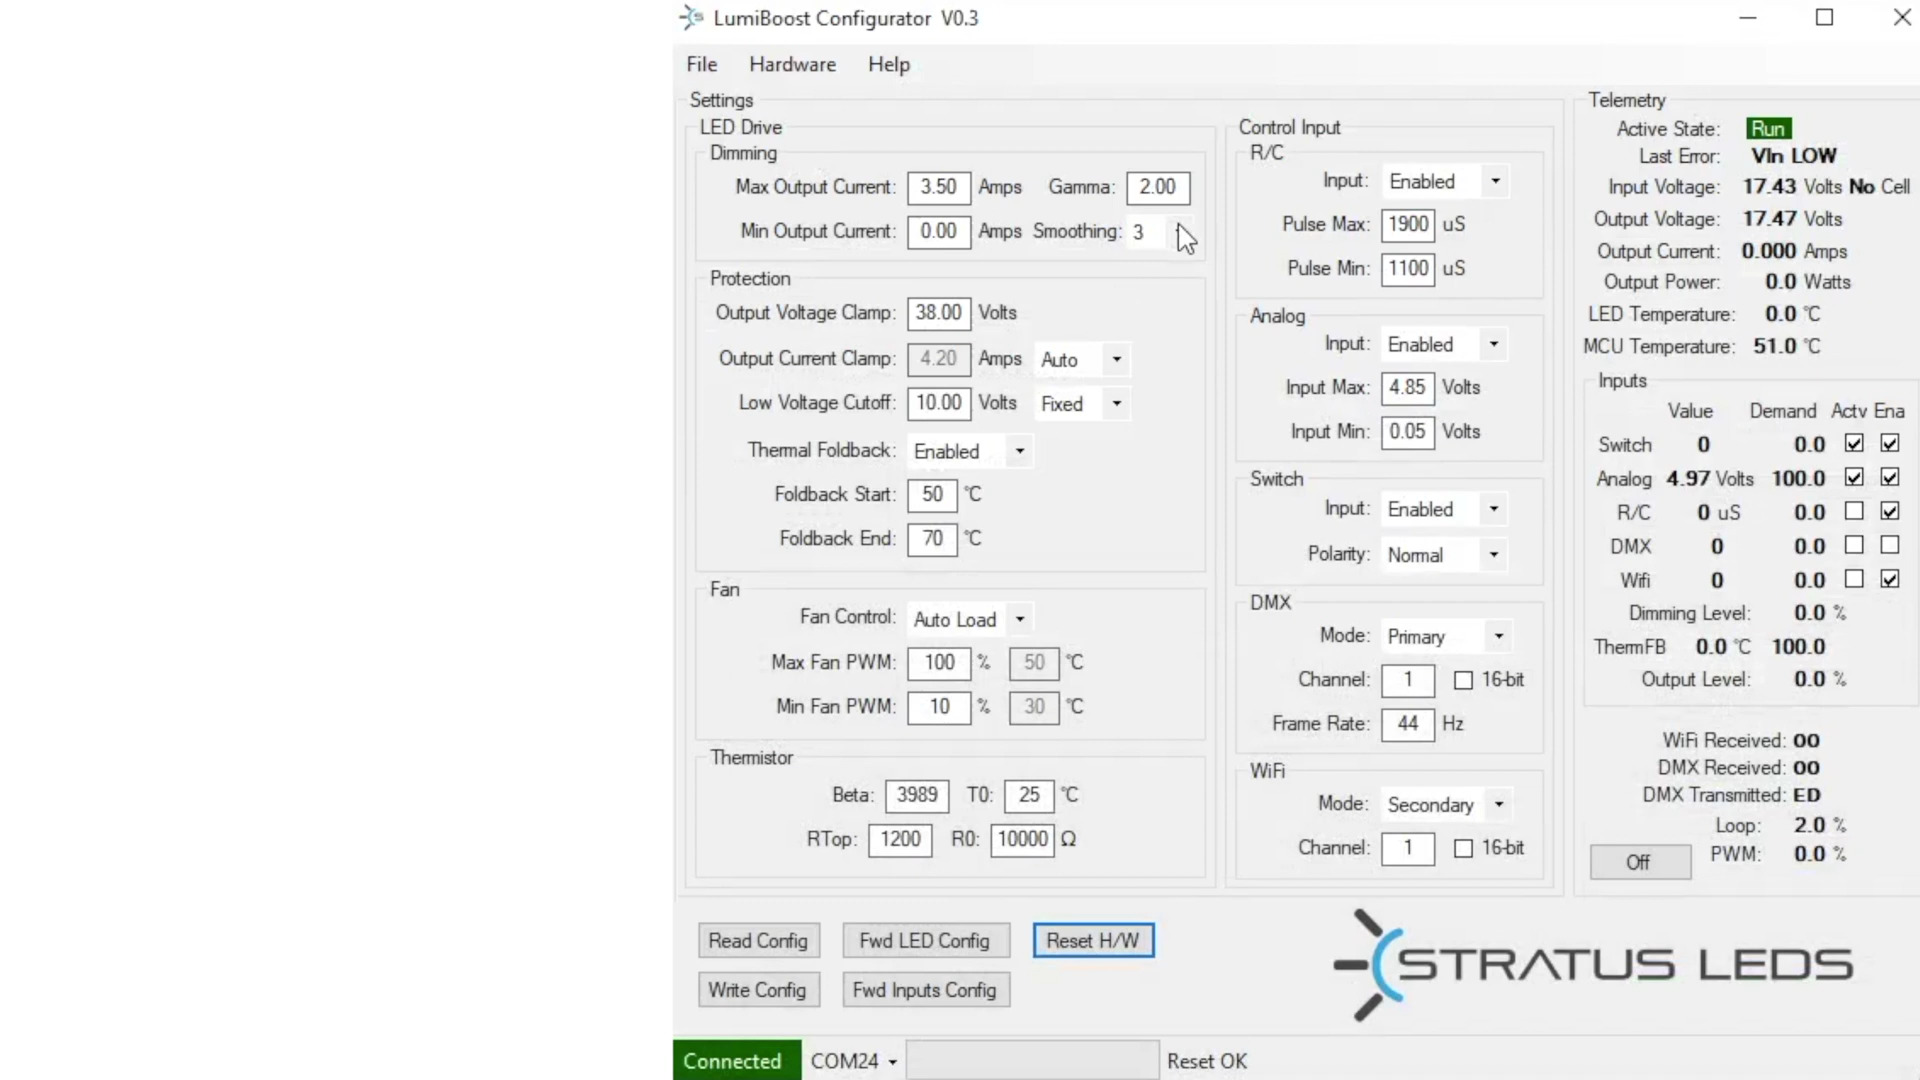 LumiBoost Configurator V0.3
File Hardware Help
Settings
LED Drive
Dimming
Max Output Current: 3.50 Amps Gamma: 2.00
Min Output Current: 0.00 Amps Smoothing: 3
Protection
Output Voltage Clamp: 38.00 Volts
Output Current Clamp: 4.20 Amps Auto
Low Voltage Cutoff: 10.00 Volts Fixed
Thermal Foldback: Enabled
Foldback Start: 50 °C
Foldback End: 70 °C
Fan
Fan Control: Auto Load
Max Fan PWM: 100 % 50 °C
Min Fan PWM: 10 % 30 °C
Thermistor
Beta: 3989 T0: 25 °C
RTop: 1200 R0: 10000 Ω
Control Input
R/C
Input: Enabled
Pulse Max: 1900 uS
Pulse Min: 1100 uS
Analog
Input: Enabled
Input Max: 4.85 Volts
Input Min: 0.05 Volts
Switch
Input: Enabled
Polarity: Normal
DMX
Mode: Primary
Channel: 1 16-bit
Frame Rate: 44 Hz
WiFi
Mode: Secondary
Channel: 1 16-bit
Telemetry
Active State: Run
Last Error: VIn LOW
Input Voltage: 17.43 Volts No Cell
Output Voltage: 17.47 Volts
Output Current: 0.000 Amps
Output Power: 0.0 Watts
LED Temperature: 0.0 °C
MCU Temperature: 51.0 °C
Inputs
Value Demand Actv Ena
Switch 0 0.0
Analog 4.97 Volts 100.0
R/C 0 uS 0.0
DMX 0 0.0
Wifi 0 0.0
Dimming Level: 0.0 %
ThermFB 0.0 °C 100.0
Output Level: 0.0 %
WiFi Received: 00
DMX Received: 00
DMX Transmitted: ED
Loop: 2.0 %
Off PWM: 0.0 %
Read Config Fwd LED Config Reset H/W
Write Config Fwd Inputs Config
STRATUS LEDS
Connected COM24 Reset OK